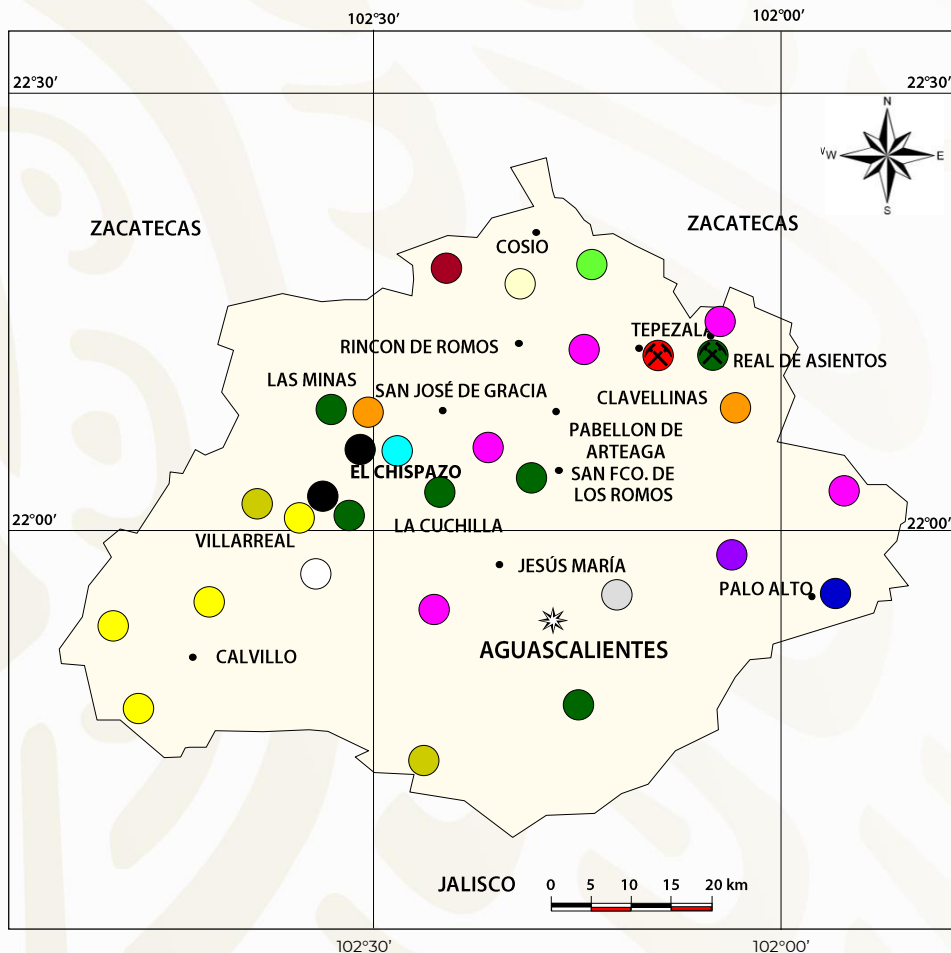 102°30’
102°00’
22°30’
22°30’
N
W
E
S
ZACATECAS
ZACATECAS
COSIO
TEPEZALA
RINCON DE ROMOS
REAL DE ASIENTOS
LAS MINAS
SAN JOSÉ DE GRACIA
CLAVELLINAS
PABELLON DE
ARTEAGA
EL CHISPAZO
SAN FCO. DE
LOS ROMOS
22°00’
LA CUCHILLA
22°00’
VILLARREAL
JESÚS MARÍA
PALO ALTO
AGUASCALIENTES
CALVILLO
JALISCO
0 5 10 15 20 km
102°30’
102°00’